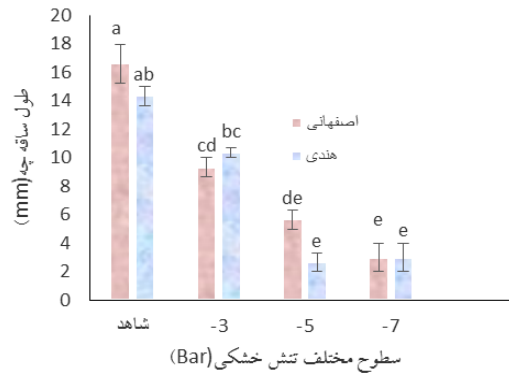 20
18
16
14
12
10
8
6
4
2
0
طول ساقه چه(mm)
a
ab
cd
bc
de
e
e
e
اصفهانی
هندی
شاهد
-3
-5
-7
سطوح مختلف تنش خشکی(Bar)